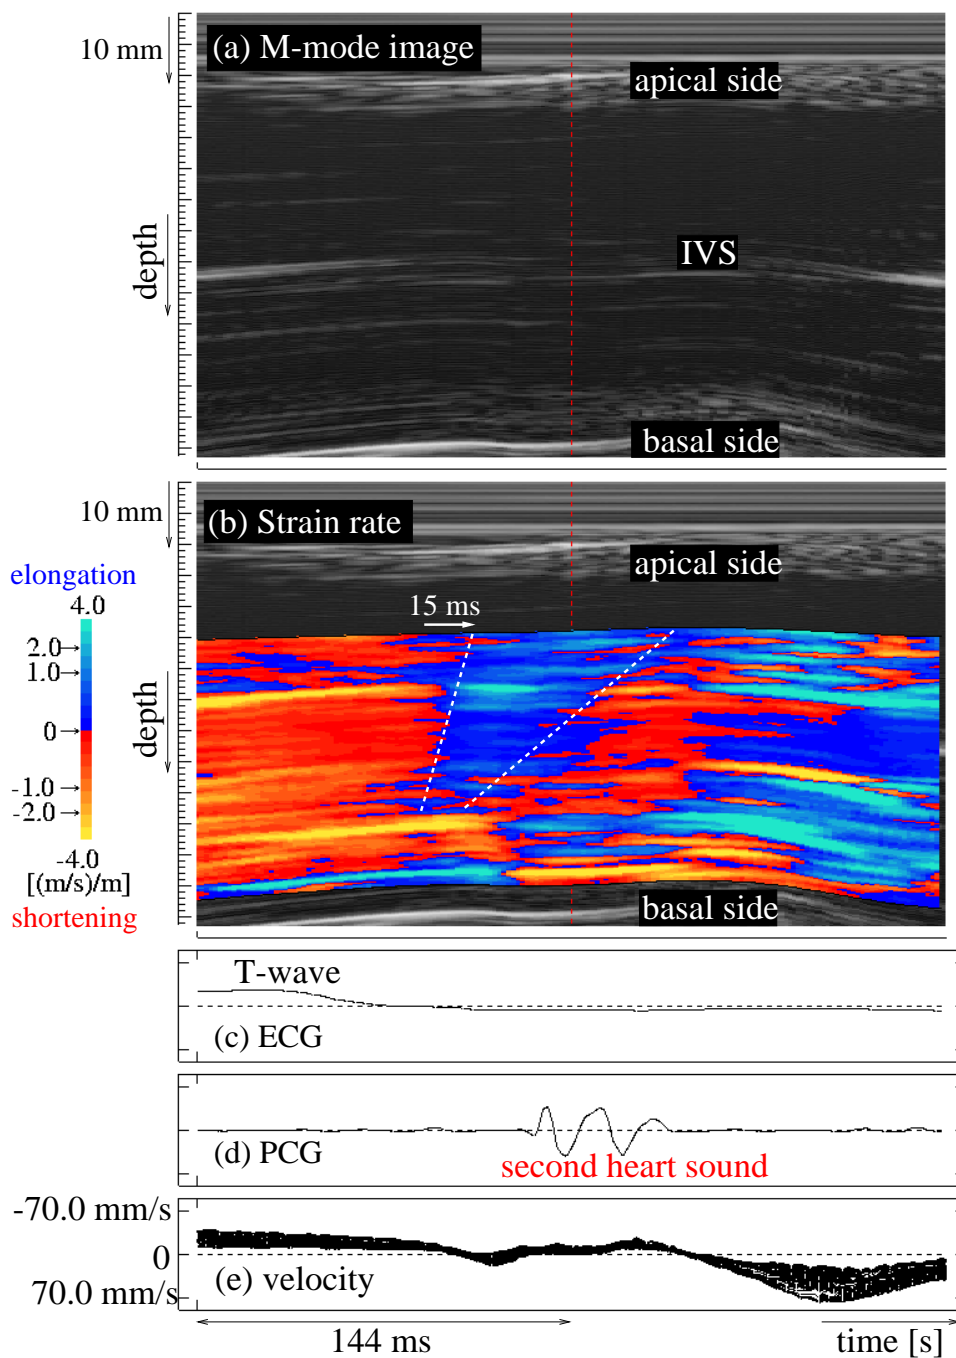 (a) M-mode image
10 mm
apical side
depth
IVS
basal side
10 mm
(b) Strain rate
apical side
elongation
4.0
15 ms
2.0
1.0
depth
0
-1.0
-2.0
-4.0
[(m/s)/m]
shortening
basal side
T-wave
(c) ECG
(d) PCG
second heart sound
-70.0 mm/s
0
(e) velocity
70.0 mm/s
144 ms
time [s]